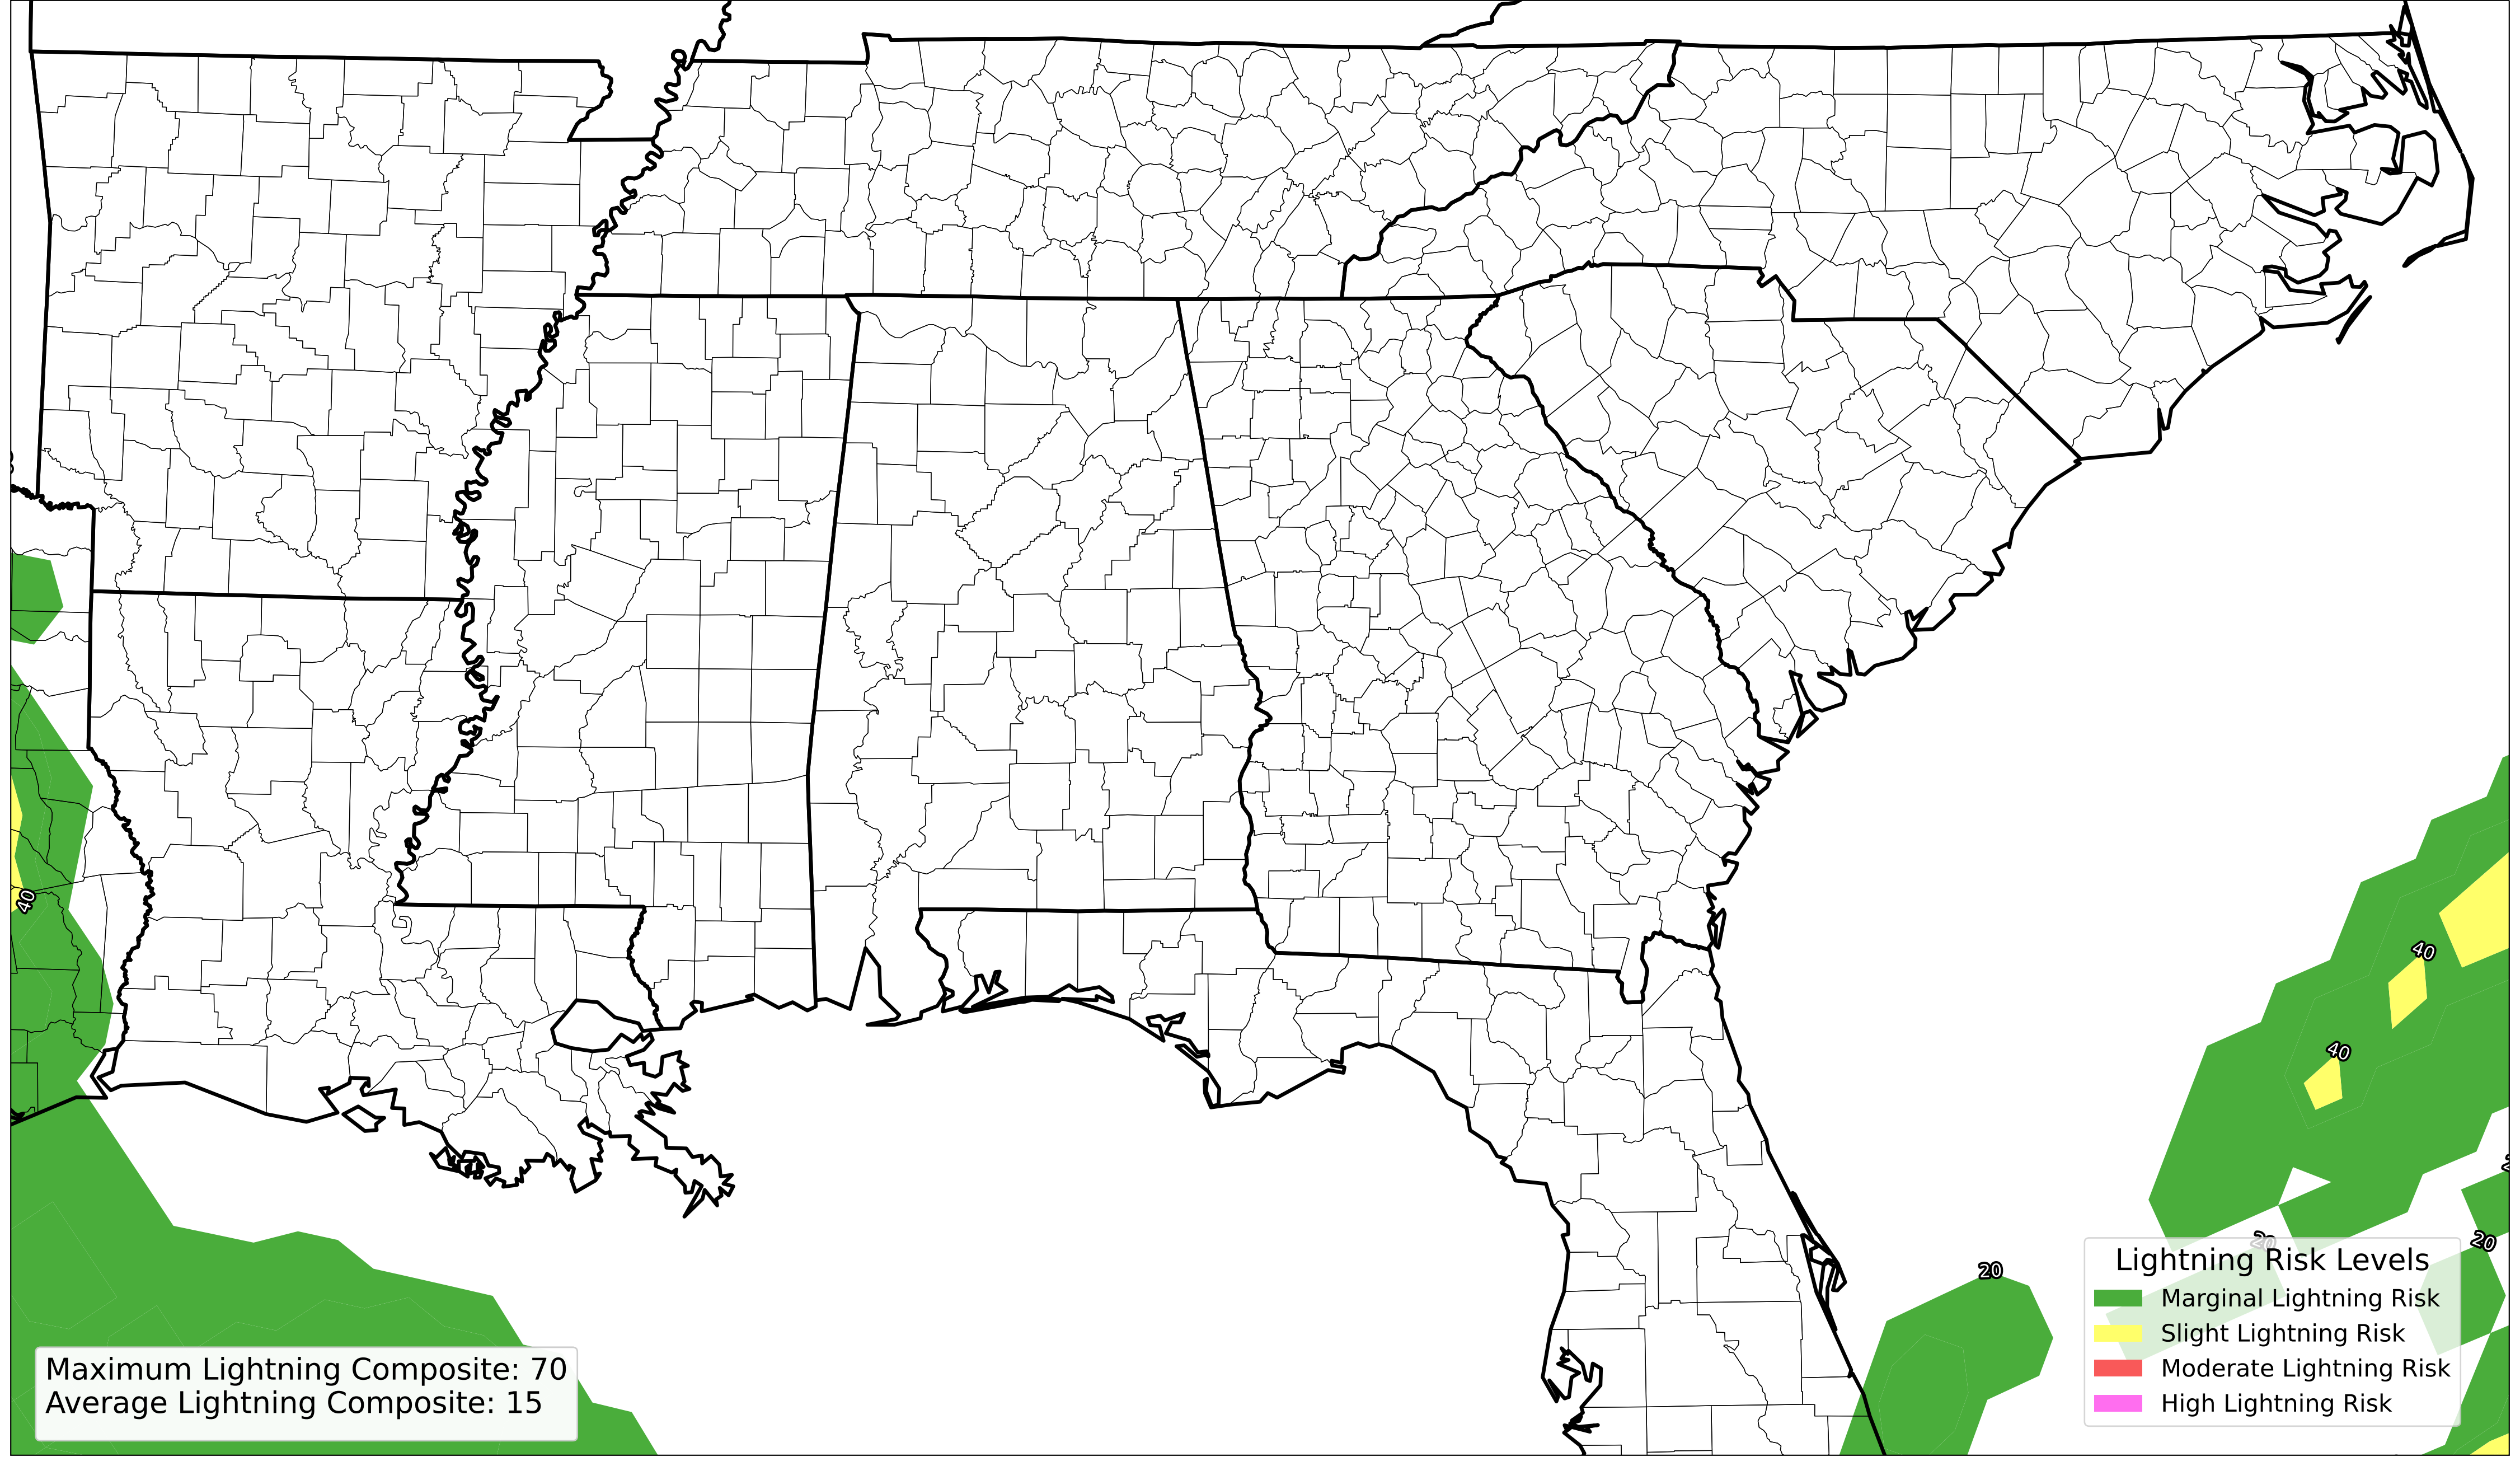 40
40
40
20
20
20
Lightning Risk Levels
Marginal Lightning Risk
Slight Lightning Risk
Moderate Lightning Risk
High Lightning Risk
Maximum Lightning Composite: 70
Average Lightning Composite: 15